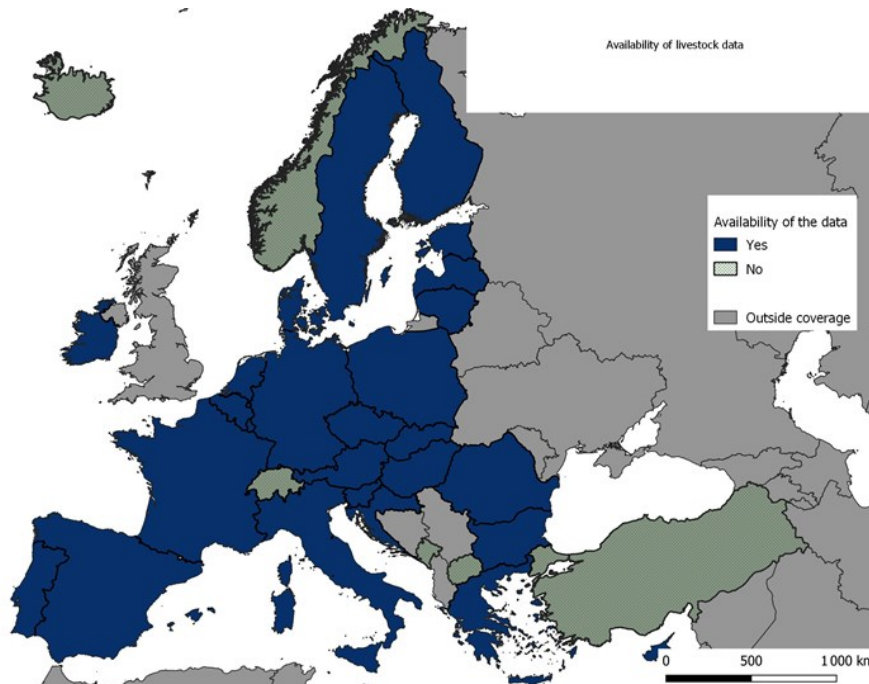 Availability of livestock data
Availability of the data
Yes
No
Outside coverage
0 500 1 000 km